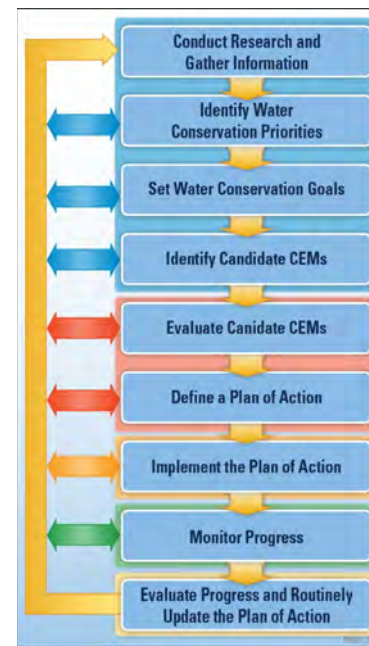 Conduct Research and
Gather Information
Identify Water
Conservation Priorities
Set Water Conservation Goals
Identify Candidate CEMs
Evaluate Canidate CEMs
Define a Plan of Action
Implement the Plan of Action
Monitor Progress
Evaluate Progress and Routinely
Update the Plan of Action